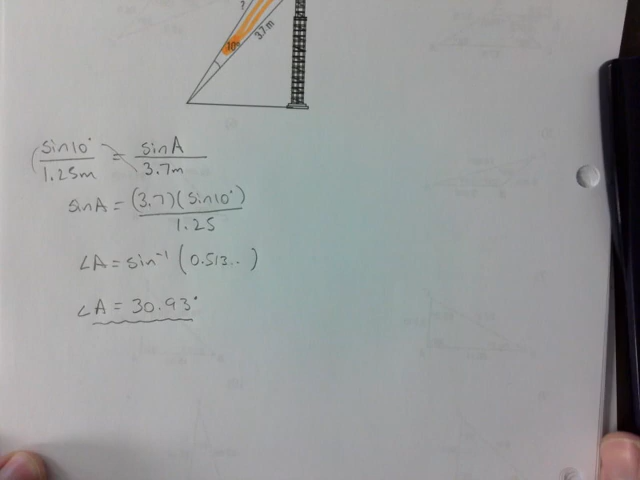 ?
10°
3.7 m
sin10° / 1.25m = sinA / 3.7m
sinA = (3.7)(sin10°) / 1.25
∠A = sin⁻¹ (0.513..)
∠A = 30.93°